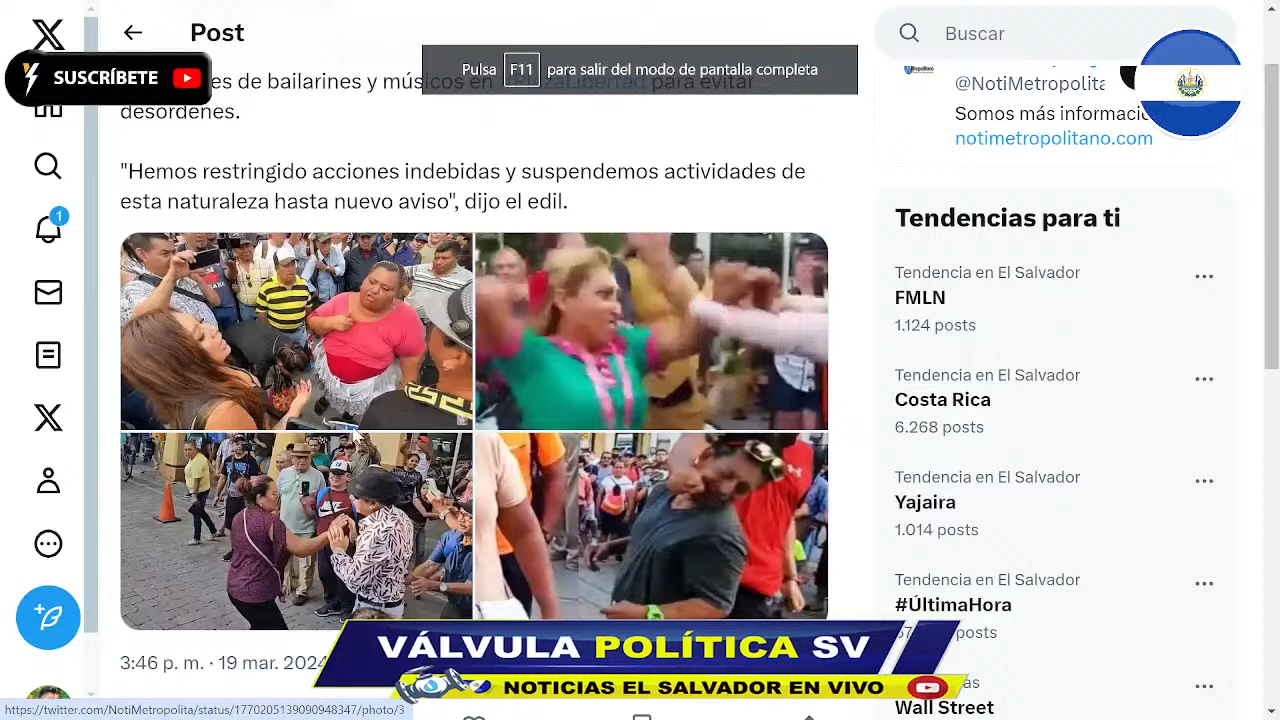 Post
Buscar
SUSCRÍBETE
Pulsa F11 para salir del modo de pantalla completa
es de bailarines y músicos en para evitar
desórdenes.
"Hemos restringido acciones indebidas y suspendemos actividades de
esta naturaleza hasta nuevo aviso", dijo el edil.
@NotiMetropolita
Somos más informació
notimetropolitano.com
1
Tendencias para ti
Tendencia en El Salvador
FMLN
1.124 posts
Tendencia en El Salvador
Costa Rica
6.268 posts
Tendencia en El Salvador
Yajaira
1.014 posts
Tendencia en El Salvador
#ÚltimaHora
posts
Wall Street
3:46 p. m. · 19 mar. 2024
VÁLVULA POLÍTICA SV
NOTICIAS EL SALVADOR EN VIVO
https://twitter.com/NotiMetropolita/status/1770205139090948347/photo/3